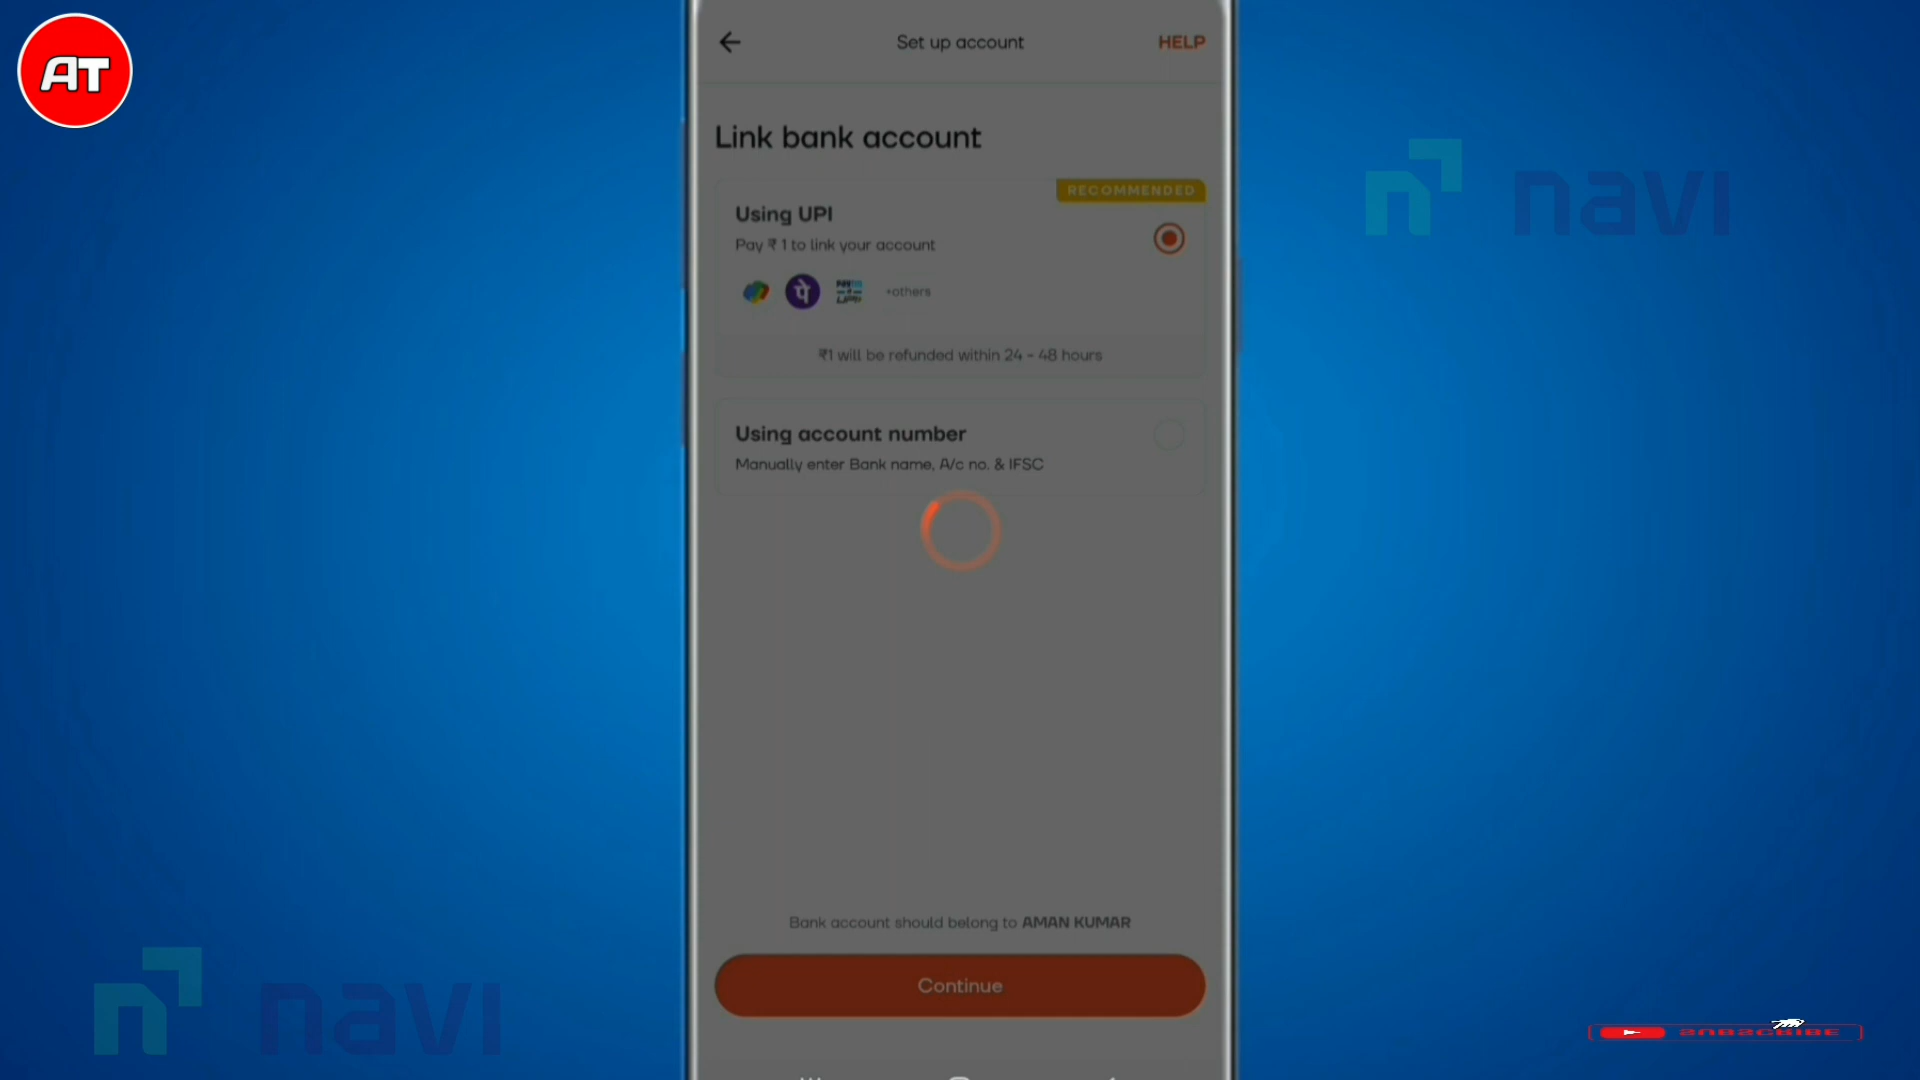 AT
Set up account
HELP
Link bank account
RECOMMENDED
Using UPI
Pay ₹ 1 to link your account
पे
+others
₹1 will be refunded within 24 - 48 hours
Using account number
Manually enter Bank name, A/c no. & IFSC
Bank account should belong to AMAN KUMAR
Continue
navi
navi